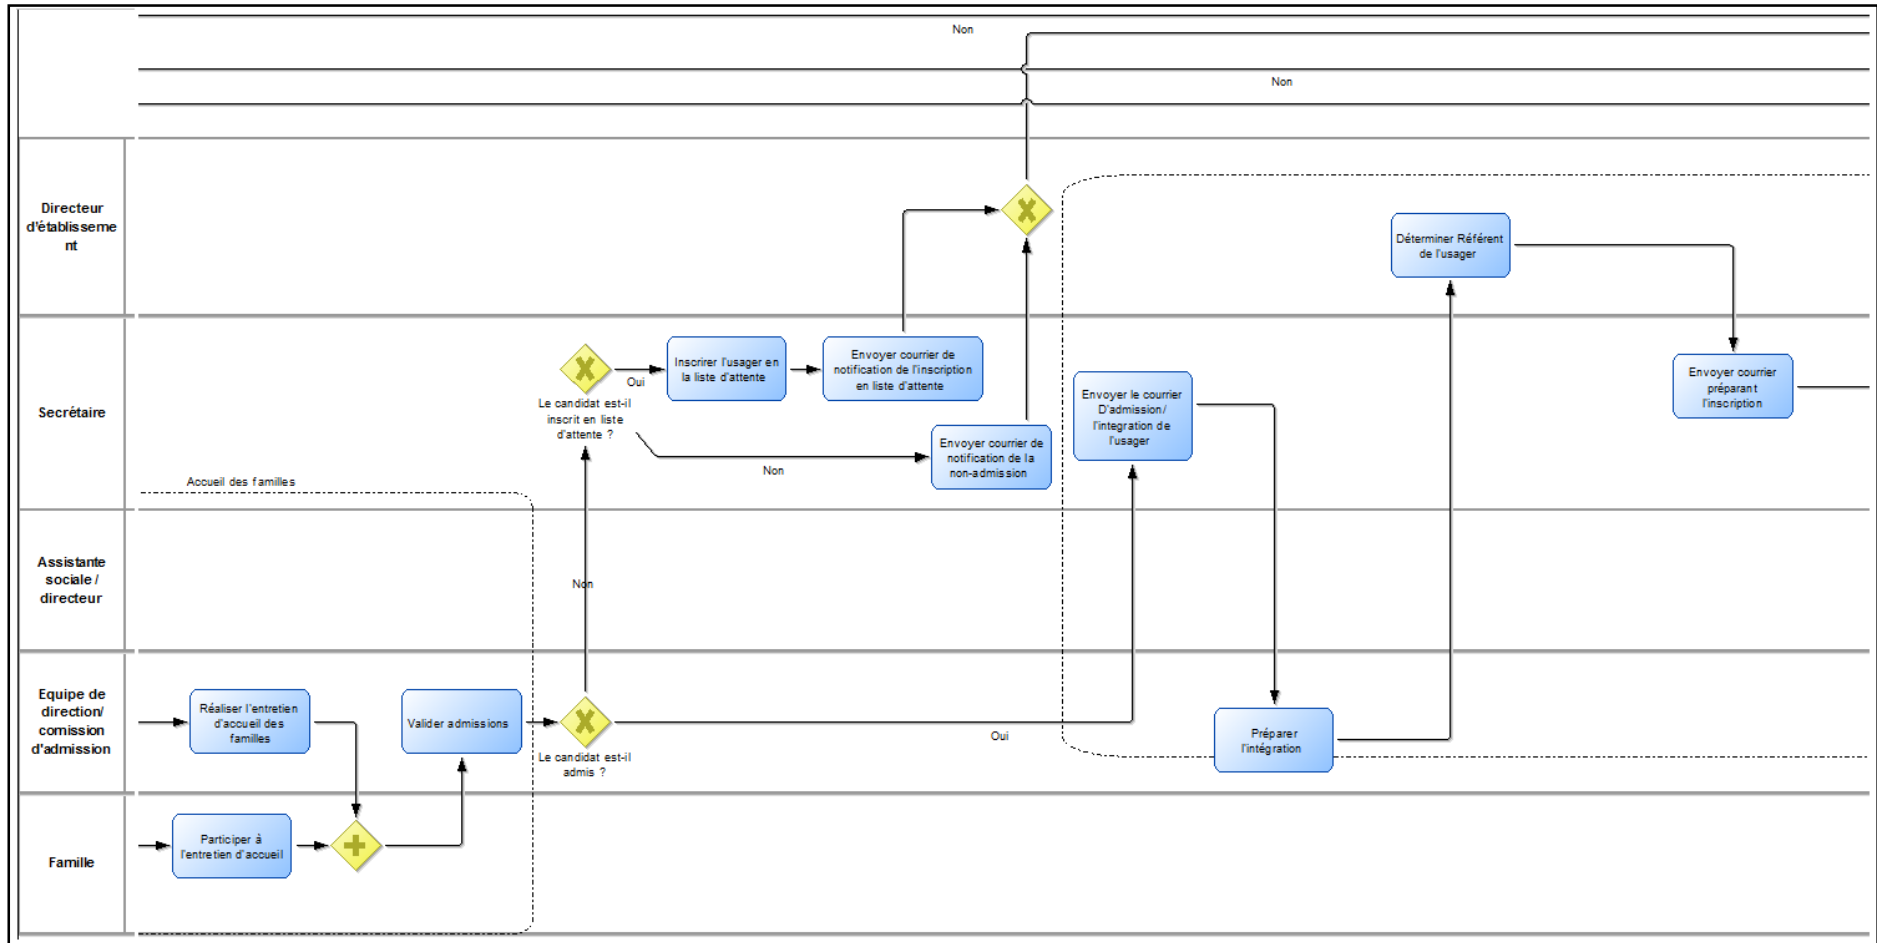 Non
Non
Directeur
d'établisseme
nt
Déterminer Référent
de l'usager
Secrétaire
Inscrirer l'usager en
la liste d'attente
Envoyer courrier de
notification de l'inscription
en liste d'attente
Oui
Le candidat est-il
inscrit en liste
d'attente ?
Envoyer courrier de
notification de la
non-admission
Non
Envoyer le courrier
D'admission/
l'integration de
l'usager
Envoyer courrier
préparant
l'inscription
Accueil des familles
Assistante
sociale /
directeur
Non
Equipe de
direction/
comission
d'admission
Réaliser l'entretien
d'accueil des
familles
Valider admissions
Le candidat est-il
admis ?
Oui
Préparer
l'intégration
Famille
Participer à
l'entretien d'accueil